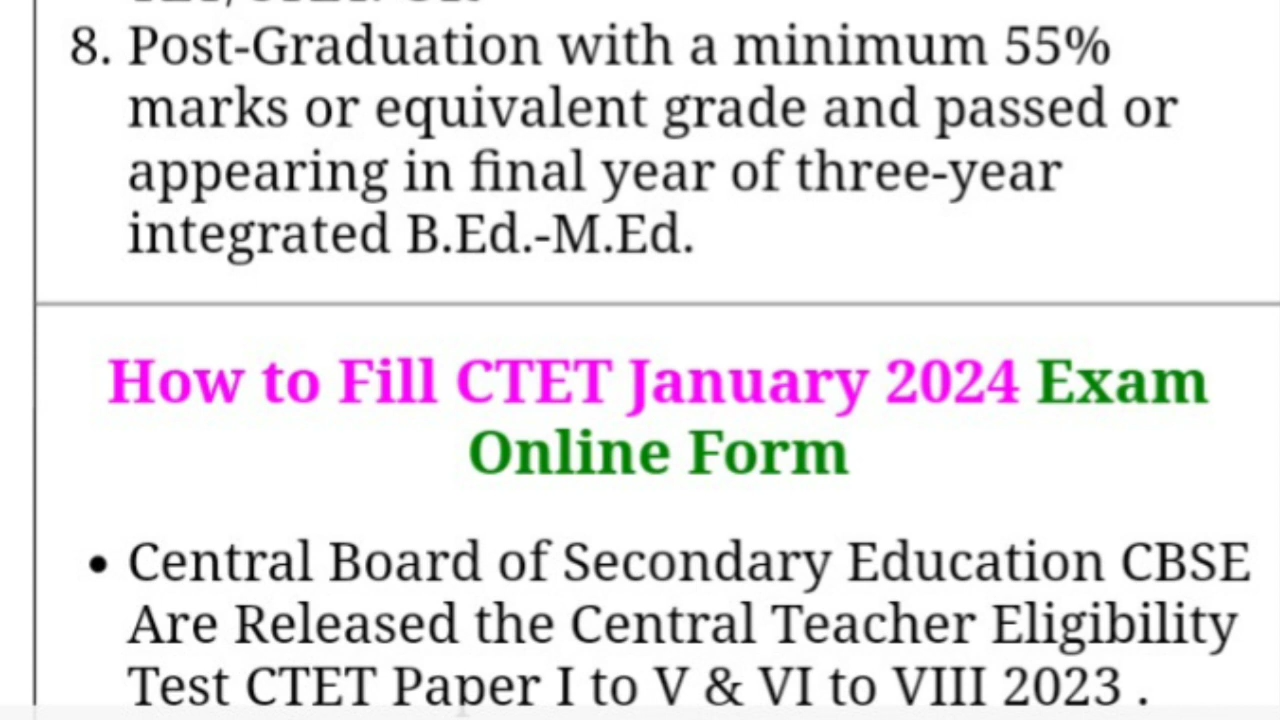 8. Post-Graduation with a minimum 55%
marks or equivalent grade and passed or
appearing in final year of three-year
integrated B.Ed.-M.Ed.
How to Fill CTET January 2024 Exam
Online Form
• Central Board of Secondary Education CBSE
Are Released the Central Teacher Eligibility
Test CTET Paper I to V & VI to VIII 2023 .